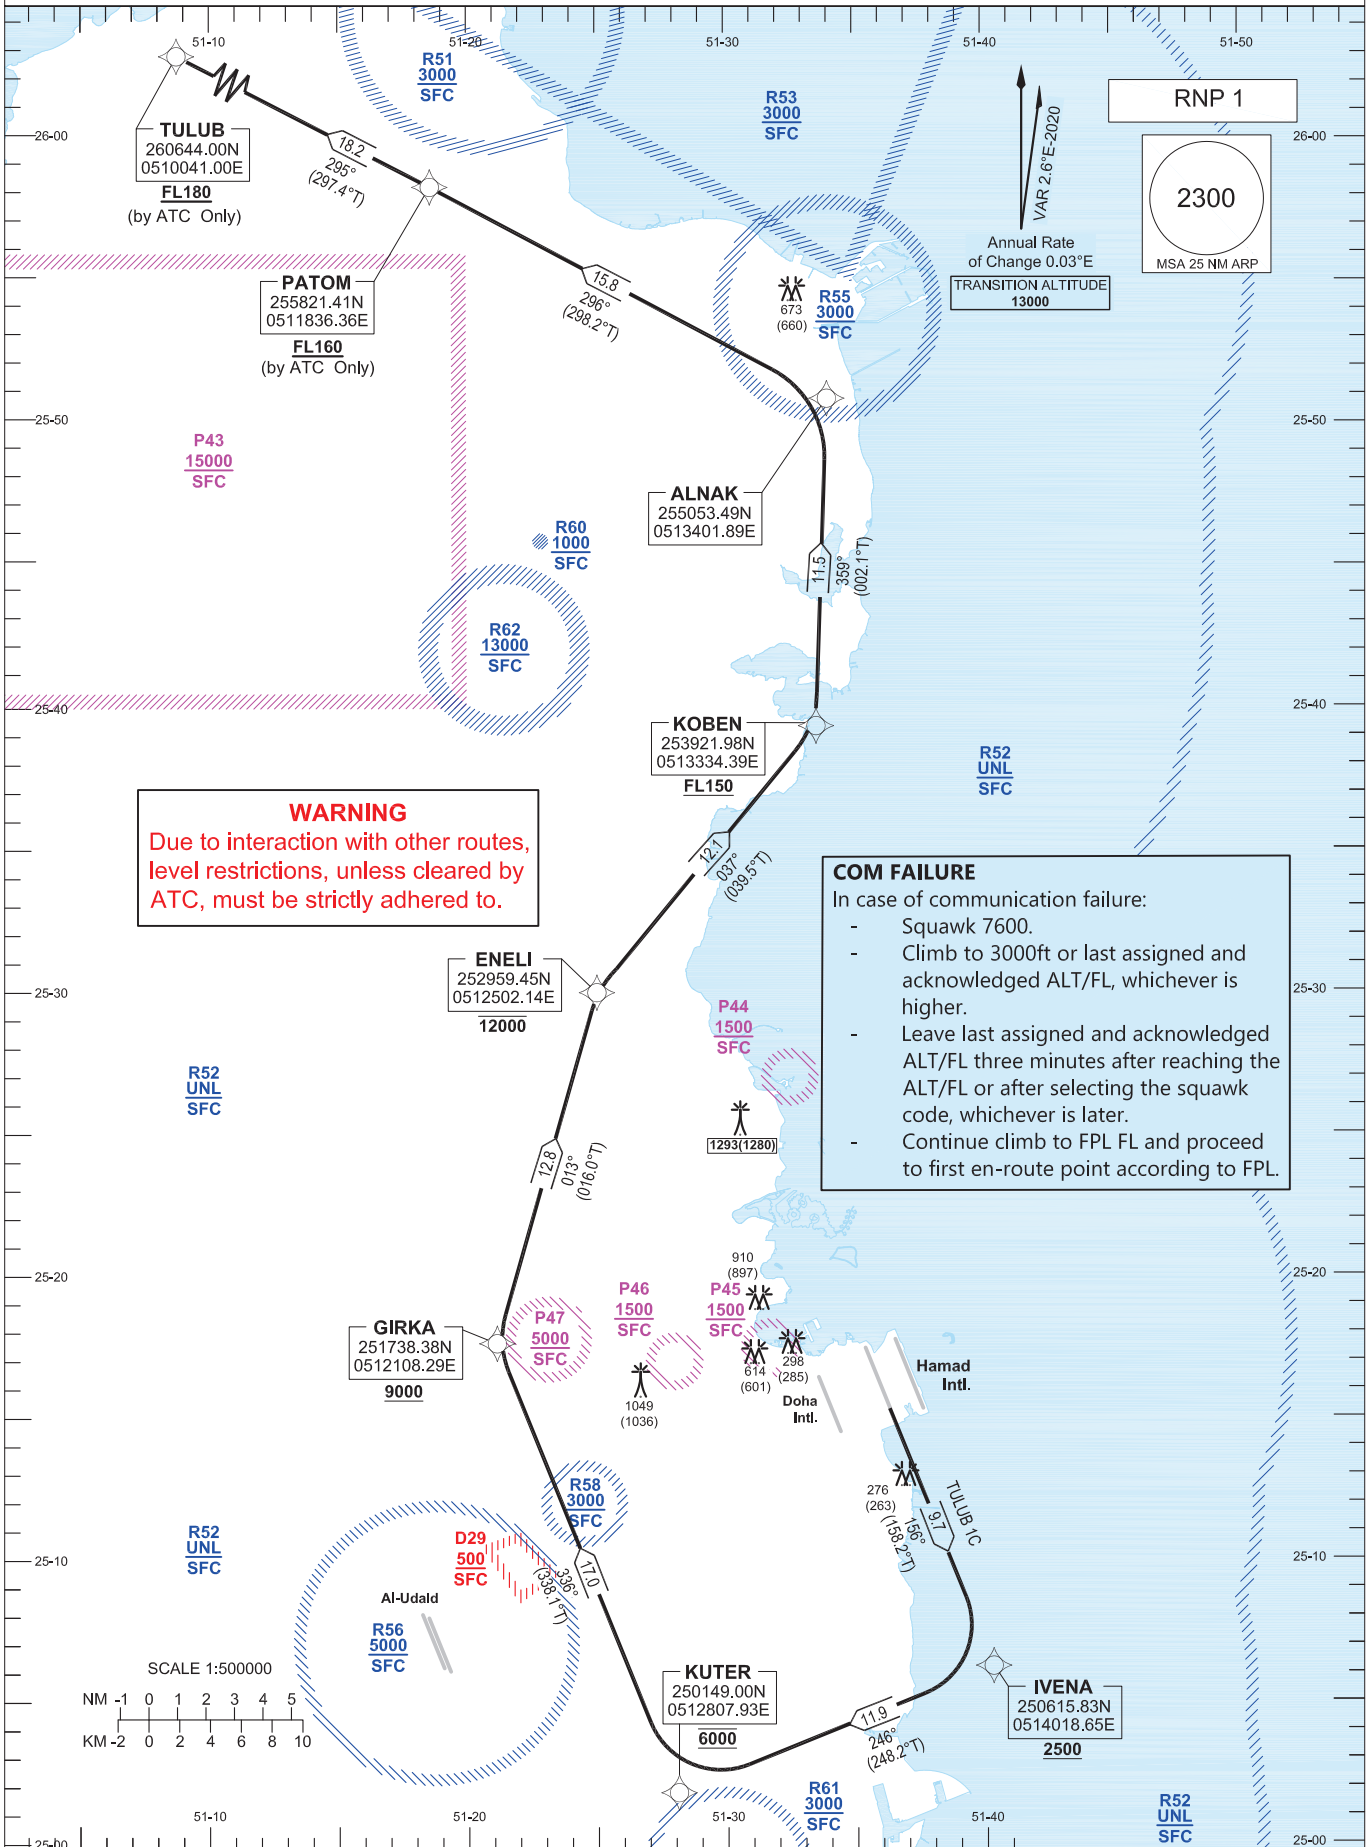 51-10
51-20
51-30
51-40
51-50
R51
3000
SFC
R53
3000
SFC
RNP 1
2300
MSA 25 NM ARP
VAR 2.6°E-2020
Annual Rate
of Change 0.03°E
TRANSITION ALTITUDE
13000
26-00
26-00
TULUB
260644.00N
0510041.00E
FL180
(by ATC Only)
18.2
295°
(297.4°T)
PATOM
255821.41N
0511836.36E
FL160
(by ATC Only)
15.8
296°
(298.2°T)
673
(660)
R55
3000
SFC
25-50
25-50
P43
15000
SFC
ALNAK
255053.49N
0513401.89E
R60
1000
SFC
11.5
359°
(002.1°T)
R62
13000
SFC
25-40
25-40
KOBEN
253921.98N
0513334.39E
FL150
R52
UNL
SFC
WARNING
Due to interaction with other routes,
level restrictions, unless cleared by
ATC, must be strictly adhered to.
12.1
037°
(039.5°T)
COM FAILURE
In case of communication failure:
- Squawk 7600.
- Climb to 3000ft or last assigned and
acknowledged ALT/FL, whichever is
higher.
- Leave last assigned and acknowledged
ALT/FL three minutes after reaching the
ALT/FL or after selecting the squawk
code, whichever is later.
- Continue climb to FPL FL and proceed
to first en-route point according to FPL.
ENELI
252959.45N
0512502.14E
12000
25-30
25-30
P44
1500
SFC
R52
UNL
SFC
1293(1280)
12.8
013°
(016.0°T)
25-20
25-20
910
(897)
P46
1500
SFC
P45
1500
SFC
P47
5000
SFC
GIRKA
251738.38N
0512108.29E
9000
614
(601)
298
(285)
1049
(1036)
Doha
Intl.
Hamad
Intl.
R58
3000
SFC
276
(263)
TULUB 1C
9.7
156°
(158.2°T)
R52
UNL
SFC
25-10
25-10
D29
500
SFC
17.0
336°
(338.1°T)
Al-Udald
R56
5000
SFC
SCALE 1:500000
NM -1 0 1 2 3 4 5
KM -2 0 2 4 6 8 10
KUTER
250149.00N
0512807.93E
6000
11.9
246°
(248.2°T)
IVENA
250615.83N
0514018.65E
2500
R61
3000
SFC
R52
UNL
SFC
51-10
51-20
51-30
51-40
25-00
25-00